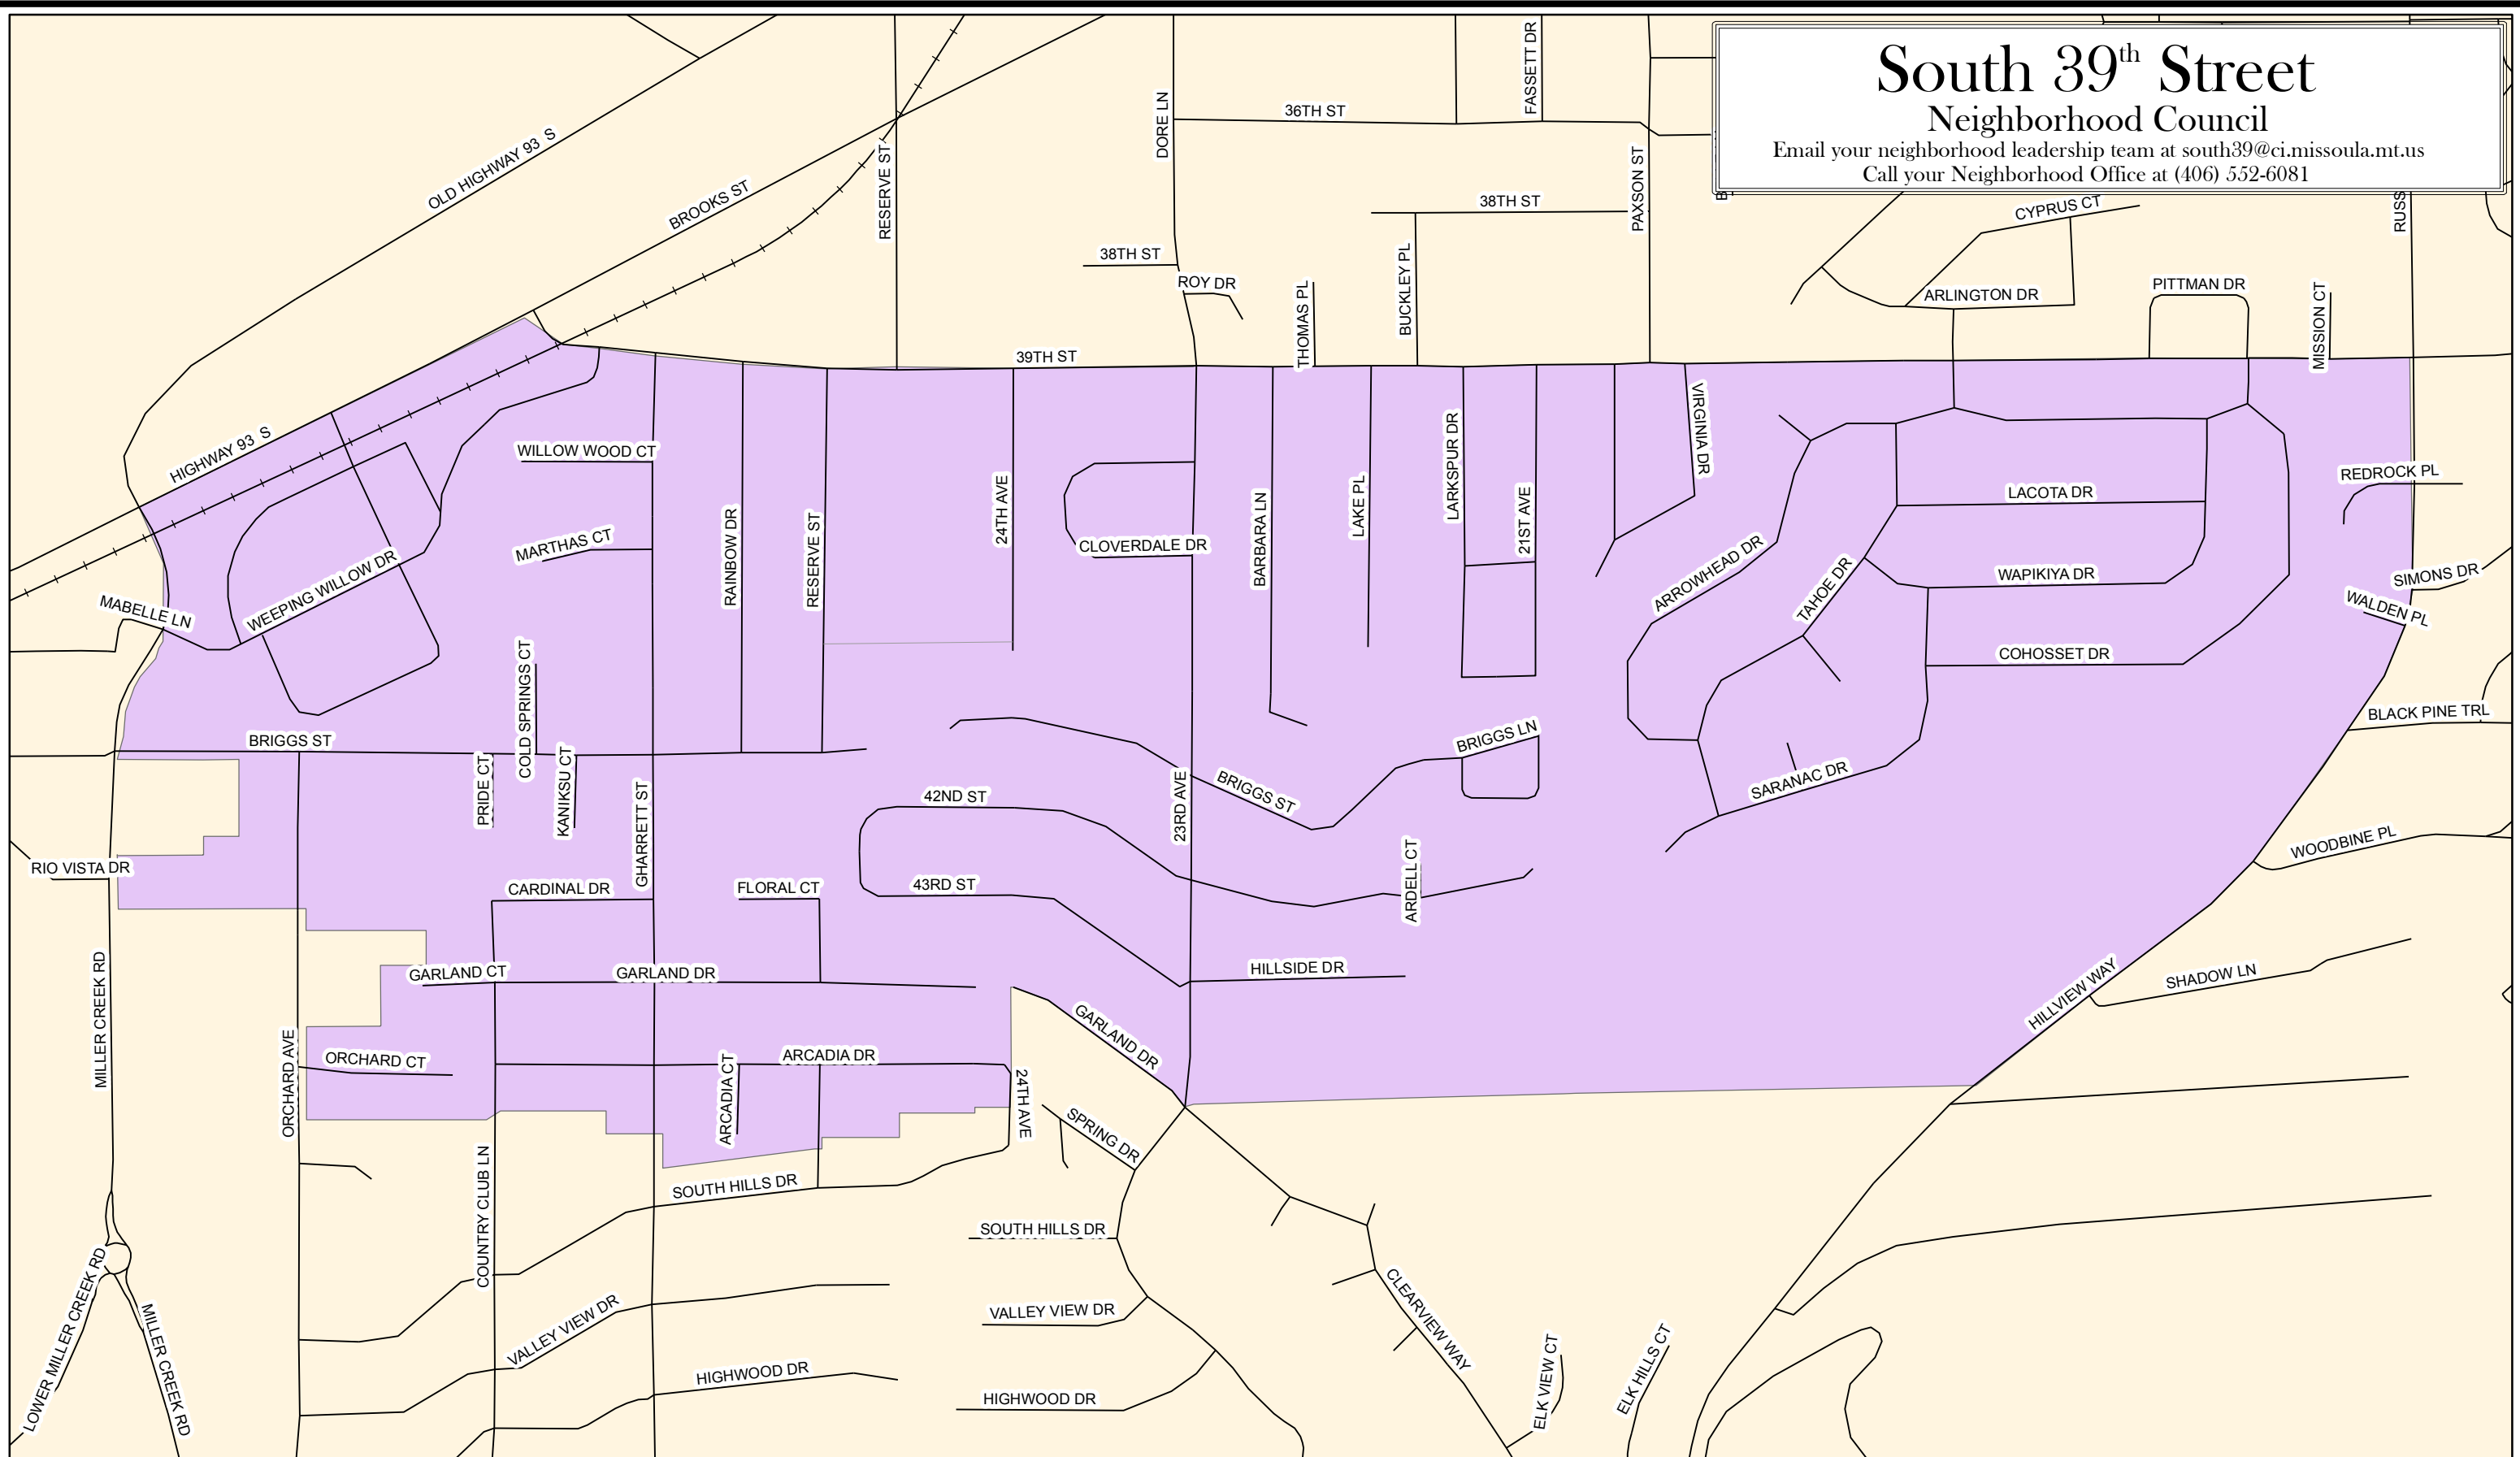 South 39th Street
Neighborhood Council
Email your neighborhood leadership team at south39@ci.missoula.mt.us
Call your Neighborhood Office at (406) 552-6081
FASSETT DR
DORE LN
36TH ST
OLD HIGHWAY 93 S
BROOKS ST
RESERVE ST
PAXSON ST
38TH ST
CYPRUS CT
38TH ST
BUCKLEY PL
ROY DR
THOMAS PL
ARLINGTON DR
PITTMAN DR
MISSION CT
39TH ST
HIGHWAY 93 S
WILLOW WOOD CT
VIRGINIA DR
LARKSPUR DR
REDROCK PL
LACOTA DR
24TH AVE
LAKE PL
21ST AVE
BARBARA LN
RAINBOW DR
RESERVE ST
MARTHAS CT
CLOVERDALE DR
ARROWHEAD DR
TAHOE DR
WAPIKIYA DR
SIMONS DR
WALDEN PL
WEEPING WILLOW DR
MABELLE LN
COHOSSET DR
COLD SPRINGS CT
BLACK PINE TRL
BRIGGS ST
BRIGGS LN
PRIDE CT
KANIKSU CT
GHARRETT ST
42ND ST
23RD AVE
BRIGGS ST
SARANAC DR
WOODBINE PL
RIO VISTA DR
CARDINAL DR
FLORAL CT
43RD ST
ARDELL CT
GARLAND CT
GARLAND DR
HILLSIDE DR
SHADOW LN
HILLVIEW WAY
MILLER CREEK RD
GARLAND DR
ORCHARD AVE
ORCHARD CT
ARCADIA CT
ARCADIA DR
24TH AVE
SPRING DR
COUNTRY CLUB LN
SOUTH HILLS DR
SOUTH HILLS DR
LOWER MILLER CREEK RD
MILLER CREEK RD
VALLEY VIEW DR
VALLEY VIEW DR
CLEARVIEW WAY
HIGHWOOD DR
HIGHWOOD DR
ELK VIEW CT
ELK HILLS CT